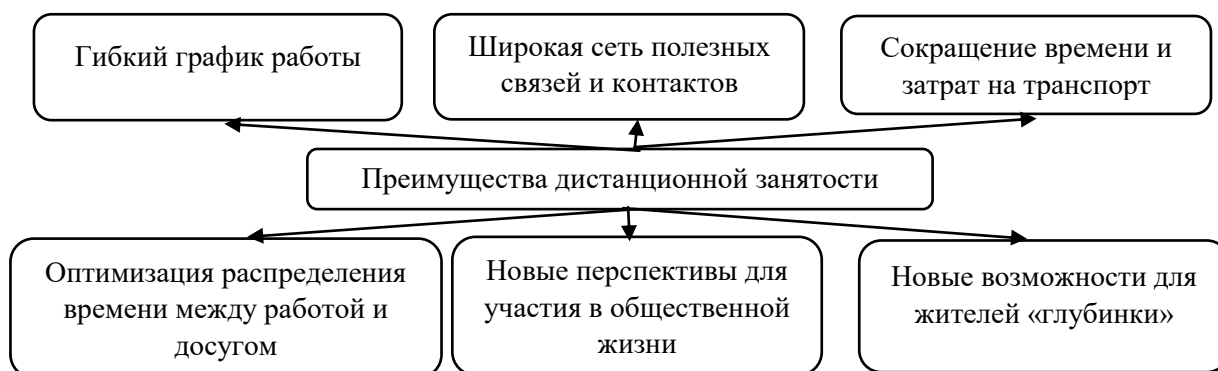 Гибкий график работы
Широкая сеть полезных
связей и контактов
Сокращение времени и
затрат на транспорт
Преимущества дистанционной занятости
Оптимизация распределения
времени между работой и
досугом
Новые перспективы для
участия в общественной
жизни
Новые возможности для
жителей «глубинки»